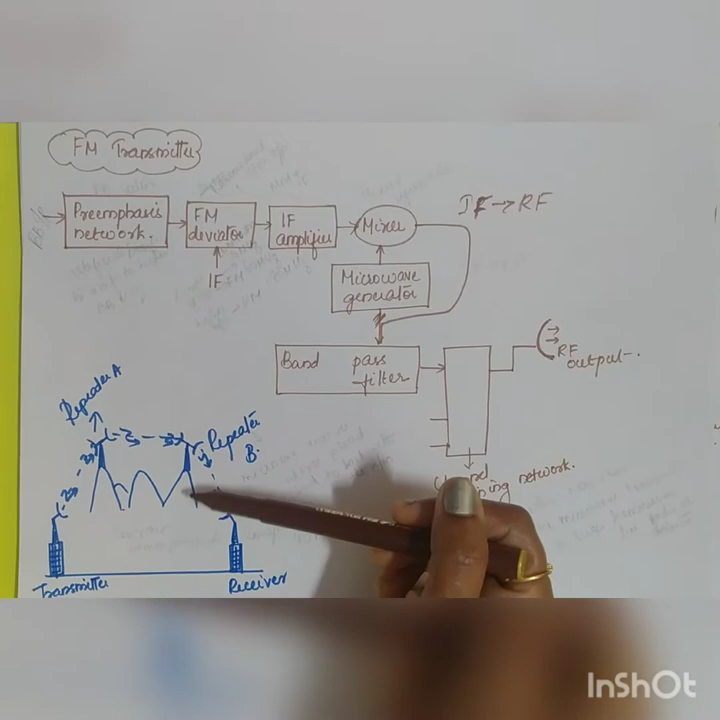 FM Transmitter
Preemphasis
network.
FM
deviator
IF
amplifier
Mixer
IF→RF
IF
Microwave
generator
Band pass
filter
RF
output-.
network.
Repeater A
Repeater
B.
Transmitter
Receiver
InShOt